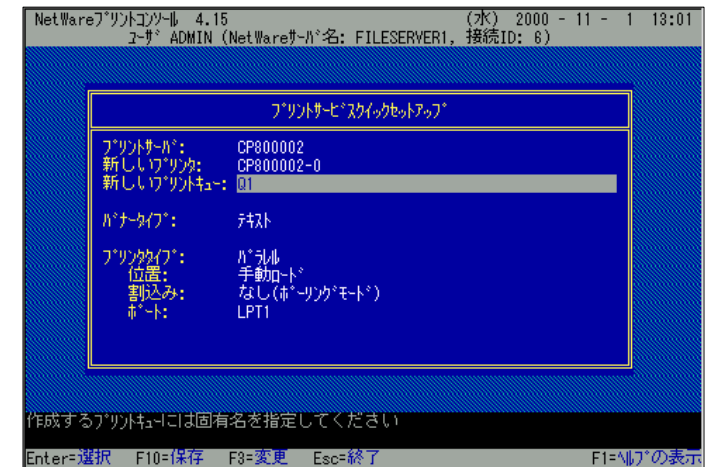 NetWareﾌﾟﾘﾝﾄｺﾝｿｰﾙ 4.15 (水) 2000 - 11 - 1 13:01
ﾕｰｻﾞ ADMIN (NetWareｻｰﾊﾞ名: FILESERVER1, 接続ID: 6)
ﾌﾟﾘﾝﾄｻｰﾋﾞｽｸｲｯｸｾｯﾄｱｯﾌﾟ
ﾌﾟﾘﾝﾄｻｰﾊﾞ: CP800002
新しいﾌﾟﾘﾝﾀ: CP800002-0
新しいﾌﾟﾘﾝﾄｷｭｰ: Q1
ﾊﾞﾅｰﾀｲﾌﾟ: ﾃｷｽﾄ
ﾌﾟﾘﾝﾀﾀｲﾌﾟ: ﾊﾟﾗﾚﾙ
位置: 手動ﾛｰﾄﾞ
割込み: なし(ﾎﾟｰﾘﾝｸﾞﾓｰﾄﾞ)
ﾎﾟｰﾄ: LPT1
作成するﾌﾟﾘﾝﾄｷｭｰには固有名を指定してください
Enter=選択 F10=保存 F3=変更 Esc=終了 F1=ﾍﾙﾌﾟの表示